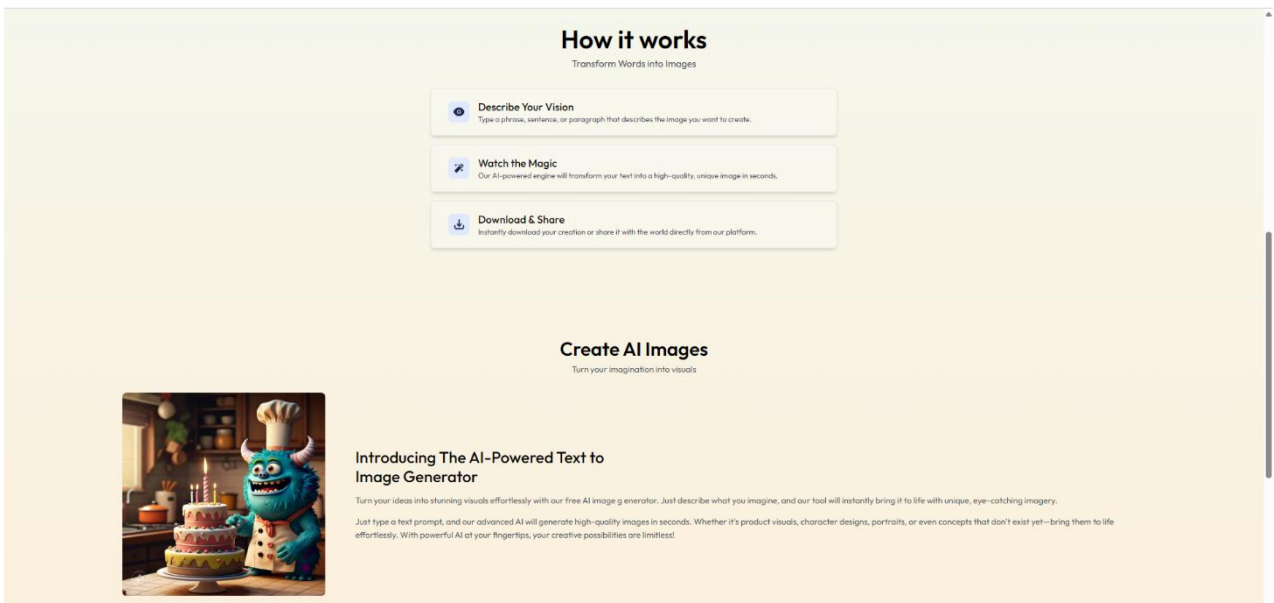 How it works
Transform Words into Images
Describe Your Vision
Type a phrase, sentence, or paragraph that describes the image you want to create.
Watch the Magic
Our AI-powered engine will transform your text into a high-quality, unique image in seconds.
Download & Share
Instantly download your creation or share it with the world directly from our platform.
Create AI Images
Turn your imagination into visuals
Introducing The AI-Powered Text to
Image Generator
Turn your ideas into stunning visuals effortlessly with our free AI image g enerator. Just describe what you imagine, and our tool will instantly bring it to life with unique, eye-catching imagery.
Just type a text prompt, and our advanced AI will generate high-quality images in seconds. Whether it's product visuals, character designs, portraits, or even concepts that don't exist yet—bring them to life
effortlessly. With powerful AI at your fingertips, your creative possibilities are limitless!